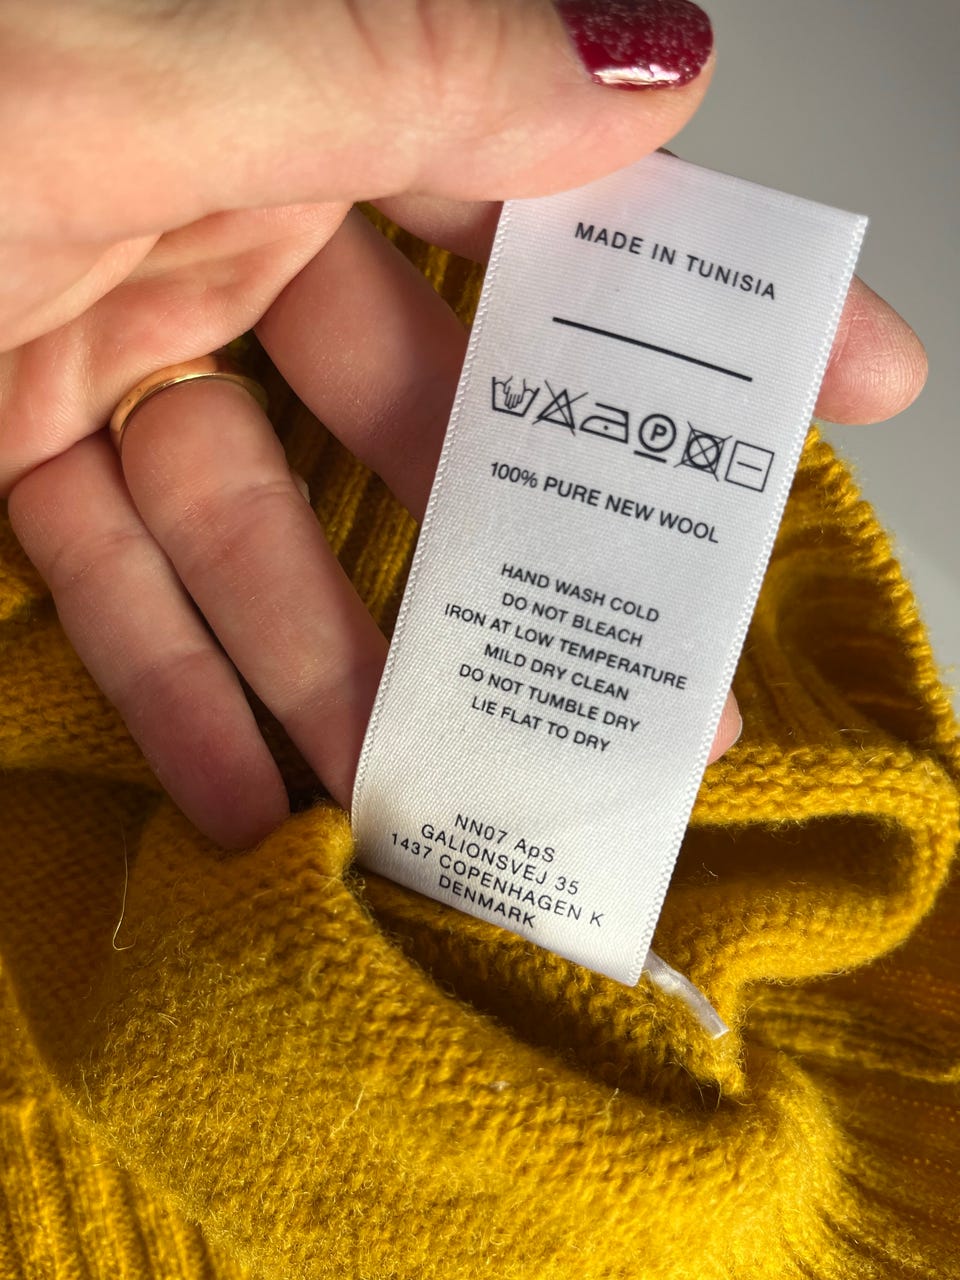 MADE IN TUNISIA
P
100% PURE NEW WOOL
HAND WASH COLD
DO NOT BLEACH
IRON AT LOW TEMPERATURE
MILD DRY CLEAN
DO NOT TUMBLE DRY
LIE FLAT TO DRY
NN07 ApS
GALIONSVEJ 35
1437 COPENHAGEN K
DENMARK